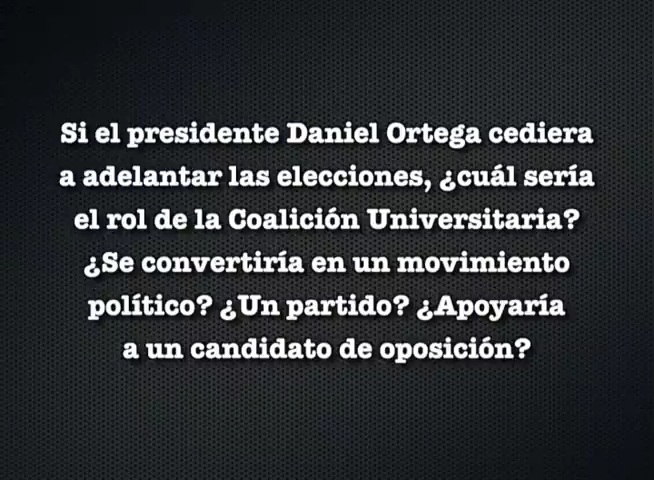 Si el presidente Daniel Ortega cediera
a adelantar las elecciones, ¿cuál sería
el rol de la Coalición Universitaria?
¿Se convertiría en un movimiento
político? ¿Un partido? ¿Apoyaría
a un candidato de oposición?